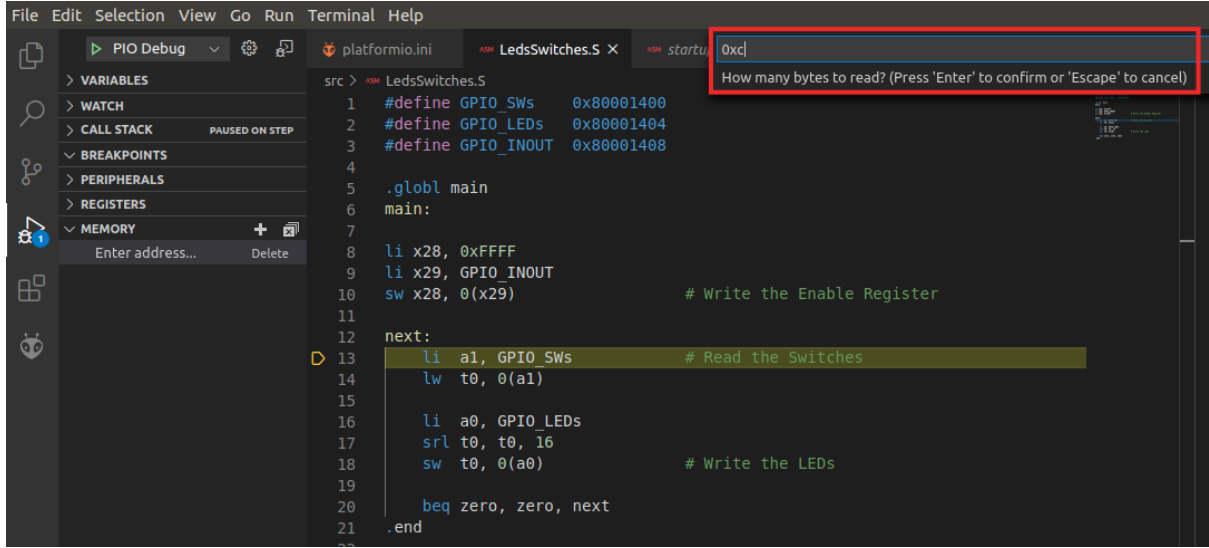 File Edit Selection View Go Run Terminal Help
PIO Debug
platformio.ini
ASM LedsSwitches.S
ASM startu
0xc
How many bytes to read? (Press 'Enter' to confirm or 'Escape' to cancel)
VARIABLES
WATCH
CALL STACK PAUSED ON STEP
BREAKPOINTS
PERIPHERALS
REGISTERS
MEMORY
Enter address... Delete
1
src > ASM LedsSwitches.S
1 #define GPIO_SWs 0x80001400
2 #define GPIO_LEDs 0x80001404
3 #define GPIO_INOUT 0x80001408
4
5 .globl main
6 main:
7
8 li x28, 0xFFFF
9 li x29, GPIO_INOUT
10 sw x28, 0(x29) # Write the Enable Register
11
12 next:
13 li a1, GPIO_SWs # Read the Switches
14 lw t0, 0(a1)
15
16 li a0, GPIO_LEDs
17 srl t0, t0, 16
18 sw t0, 0(a0) # Write the LEDs
19
20 beq zero, zero, next
21 .end